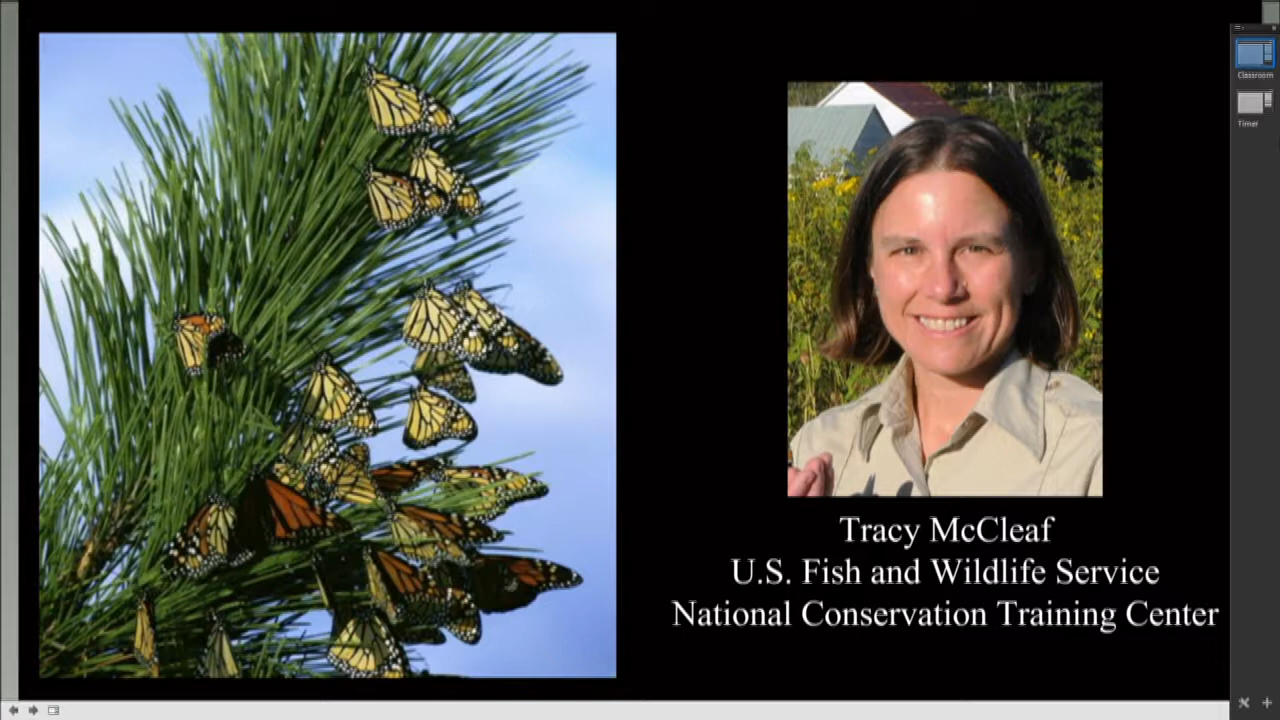 Classroom
Timer
Tracy McCleaf
U.S. Fish and Wildlife Service
National Conservation Training Center